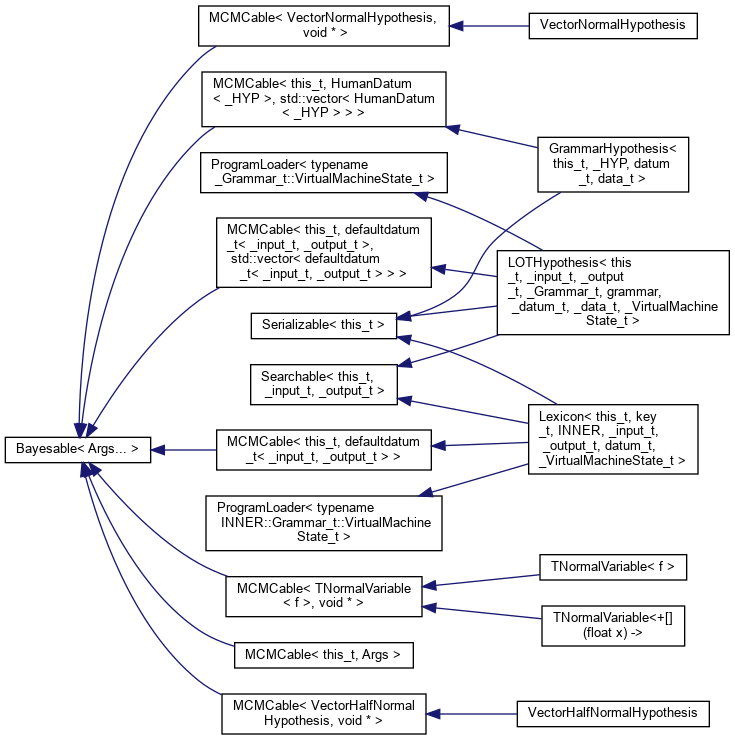 MCMCable< VectorNormalHypothesis,
void * >
VectorNormalHypothesis
MCMCable< this_t, HumanDatum
< _HYP >, std::vector< HumanDatum
< _HYP > > >
GrammarHypothesis<
this_t, _HYP, datum
_t, data_t >
ProgramLoader< typename
_Grammar_t::VirtualMachineState_t >
MCMCable< this_t, defaultdatum
_t< _input_t, _output_t >,
std::vector< defaultdatum
_t< _input_t, _output_t > > >
LOTHypothesis< this
_t, _input_t, _output
_t, _Grammar_t, grammar,
_datum_t, _data_t, _VirtualMachine
State_t >
Serializable< this_t >
Searchable< this_t,
_input_t, _output_t >
Lexicon< this_t, key
_t, INNER, _input_t,
_output_t, datum_t,
_VirtualMachineState_t >
Bayesable< Args... >
MCMCable< this_t, defaultdatum
_t< _input_t, _output_t > >
ProgramLoader< typename
INNER::Grammar_t::VirtualMachine
State_t >
MCMCable< TNormalVariable
< f >, void * >
TNormalVariable< f >
TNormalVariable<+[]
(float x) ->
MCMCable< this_t, Args >
MCMCable< VectorHalfNormal
Hypothesis, void * >
VectorHalfNormalHypothesis